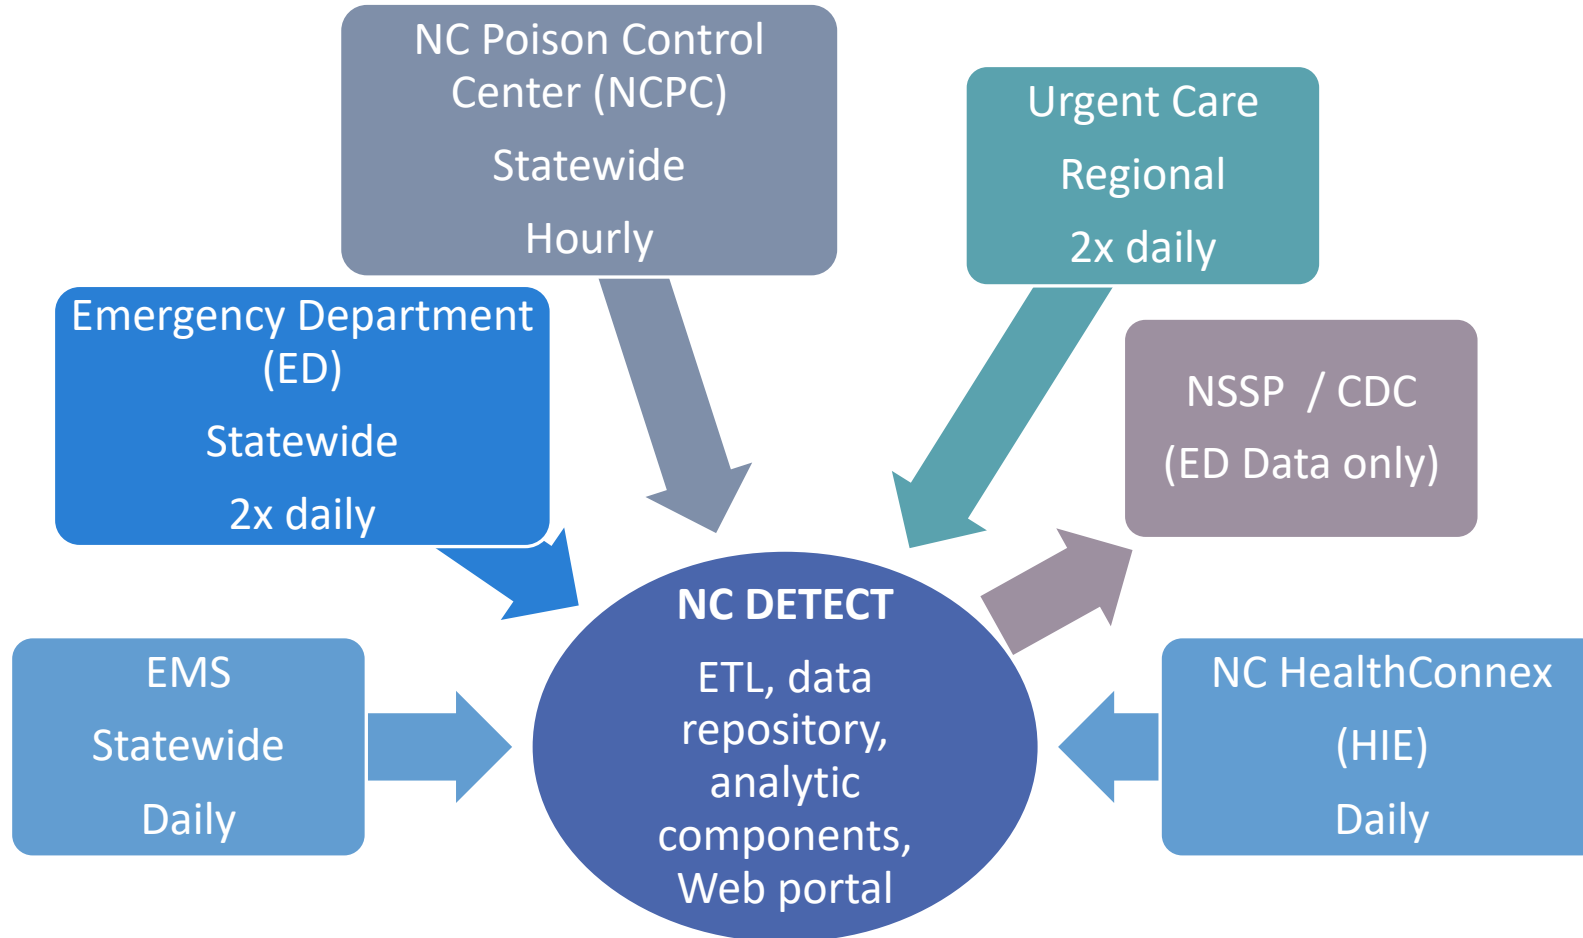 NC Poison Control
Center (NCPC)
Statewide
Hourly
Urgent Care
Regional
2x daily
Emergency Department
(ED)
Statewide
2x daily
NSSP / CDC
(ED Data only)
EMS
Statewide
Daily
NC DETECT
ETL, data
repository,
analytic
components,
Web portal
NC HealthConnex
(HIE)
Daily